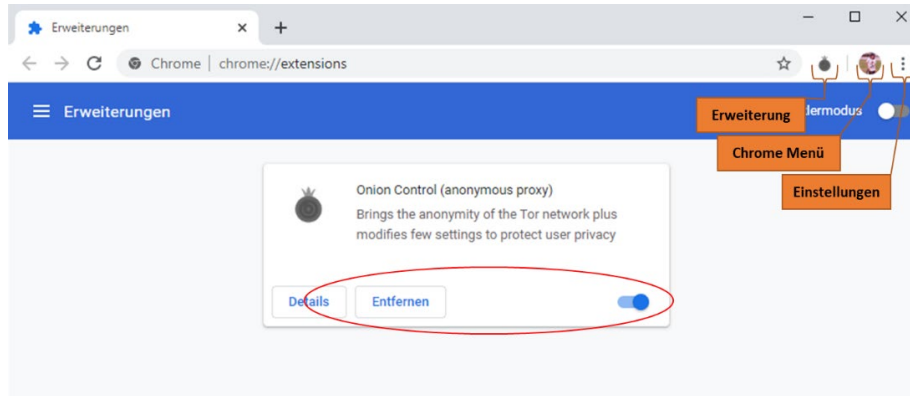 Erweiterungen
Chrome | chrome://extensions
Erweiterungen
dermodus
Erweiterung
Chrome Menü
Einstellungen
Onion Control (anonymous proxy)
Brings the anonymity of the Tor network plus
modifies few settings to protect user privacy
Details
Entfernen